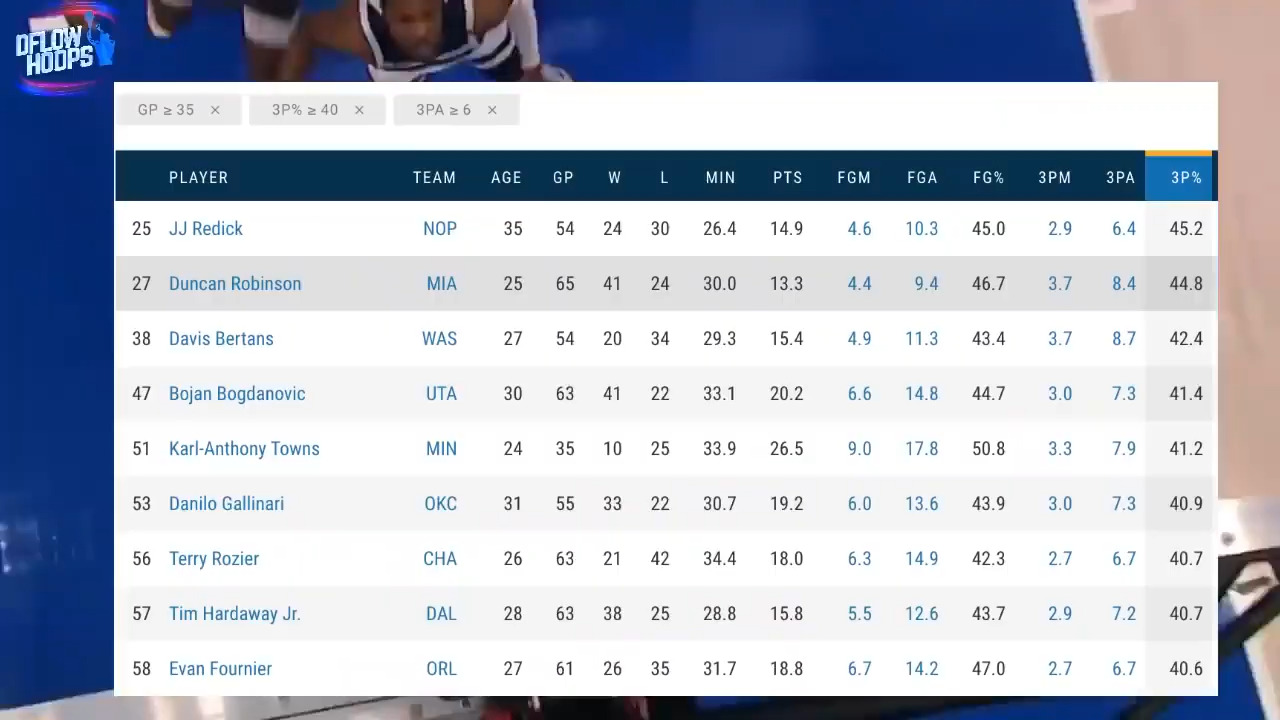 DFLOW
HOOPS
GP ≥ 35 × 3P% ≥ 40 × 3PA ≥ 6 ×
PLAYER TEAM AGE GP W L MIN PTS FGM FGA FG% 3PM 3PA 3P%
25 JJ Redick NOP 35 54 24 30 26.4 14.9 4.6 10.3 45.0 2.9 6.4 45.2
27 Duncan Robinson MIA 25 65 41 24 30.0 13.3 4.4 9.4 46.7 3.7 8.4 44.8
38 Davis Bertans WAS 27 54 20 34 29.3 15.4 4.9 11.3 43.4 3.7 8.7 42.4
47 Bojan Bogdanovic UTA 30 63 41 22 33.1 20.2 6.6 14.8 44.7 3.0 7.3 41.4
51 Karl-Anthony Towns MIN 24 35 10 25 33.9 26.5 9.0 17.8 50.8 3.3 7.9 41.2
53 Danilo Gallinari OKC 31 55 33 22 30.7 19.2 6.0 13.6 43.9 3.0 7.3 40.9
56 Terry Rozier CHA 26 63 21 42 34.4 18.0 6.3 14.9 42.3 2.7 6.7 40.7
57 Tim Hardaway Jr. DAL 28 63 38 25 28.8 15.8 5.5 12.6 43.7 2.9 7.2 40.7
58 Evan Fournier ORL 27 61 26 35 31.7 18.8 6.7 14.2 47.0 2.7 6.7 40.6